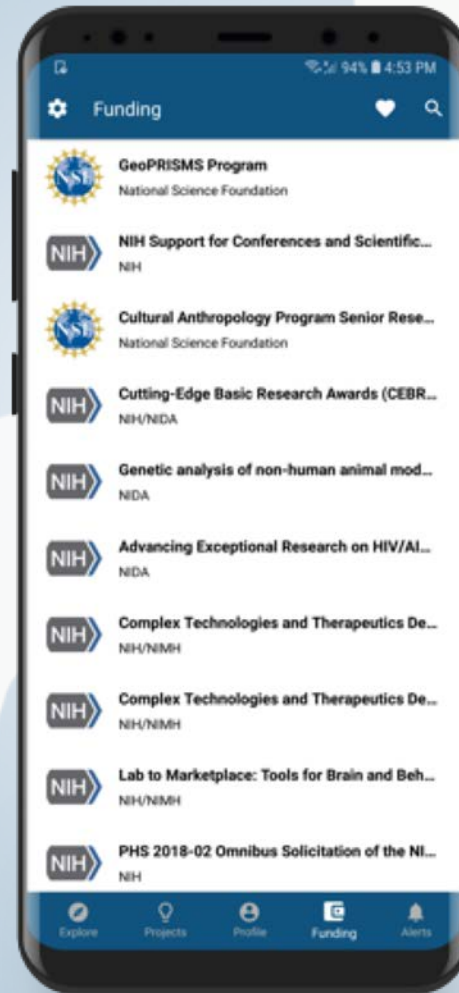 94% 4:53 PM
Funding
GeoPRISMS Program
National Science Foundation
NIH
NIH Support for Conferences and Scientific...
NIH
NSF
Cultural Anthropology Program Senior Rese...
National Science Foundation
NIH
Cutting-Edge Basic Research Awards (CEBR...
NIH/NIDA
NIH
Genetic analysis of non-human animal mod...
NIDA
NIH
Advancing Exceptional Research on HIV/AI...
NIDA
NIH
Complex Technologies and Therapeutics De...
NIH/NIMH
NIH
Complex Technologies and Therapeutics De...
NIH/NIMH
NIH
Lab to Marketplace: Tools for Brain and Beh...
NIH/NIMH
NIH
PHS 2018-02 Omnibus Solicitation of the NI...
NIH
Explore Projects Profile Funding Alerts